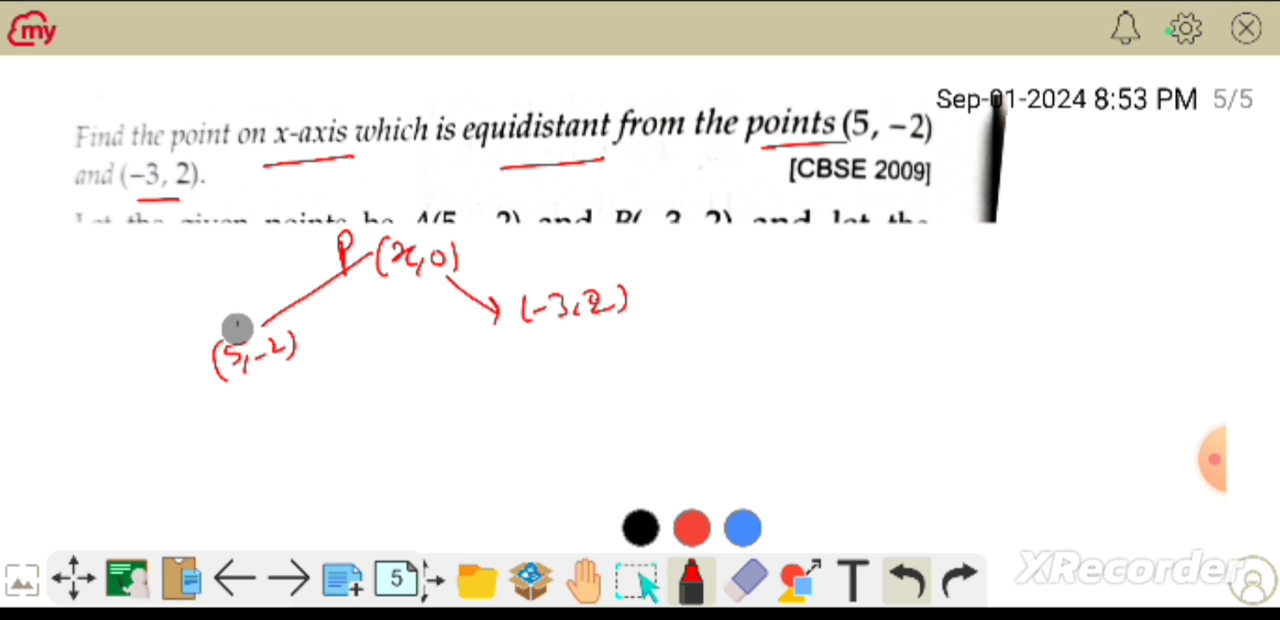 my
Sep-01-2024 8:53 PM 5/5
Find the point on x-axis which is equidistant from the points (5, −2)
and (−3, 2).
[CBSE 2009]
P (x, 0)
(-3, 2)
(5, -2)
5
T
XRecorder